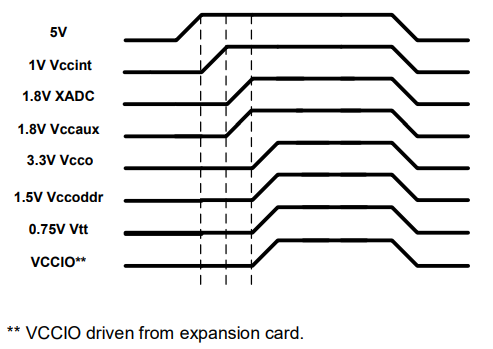 5V
1V Vccint
1.8V XADC
1.8V Vccaux
3.3V Vcco
1.5V Vccoddr
0.75V Vtt
VCCIO**
** VCCIO driven from expansion card.